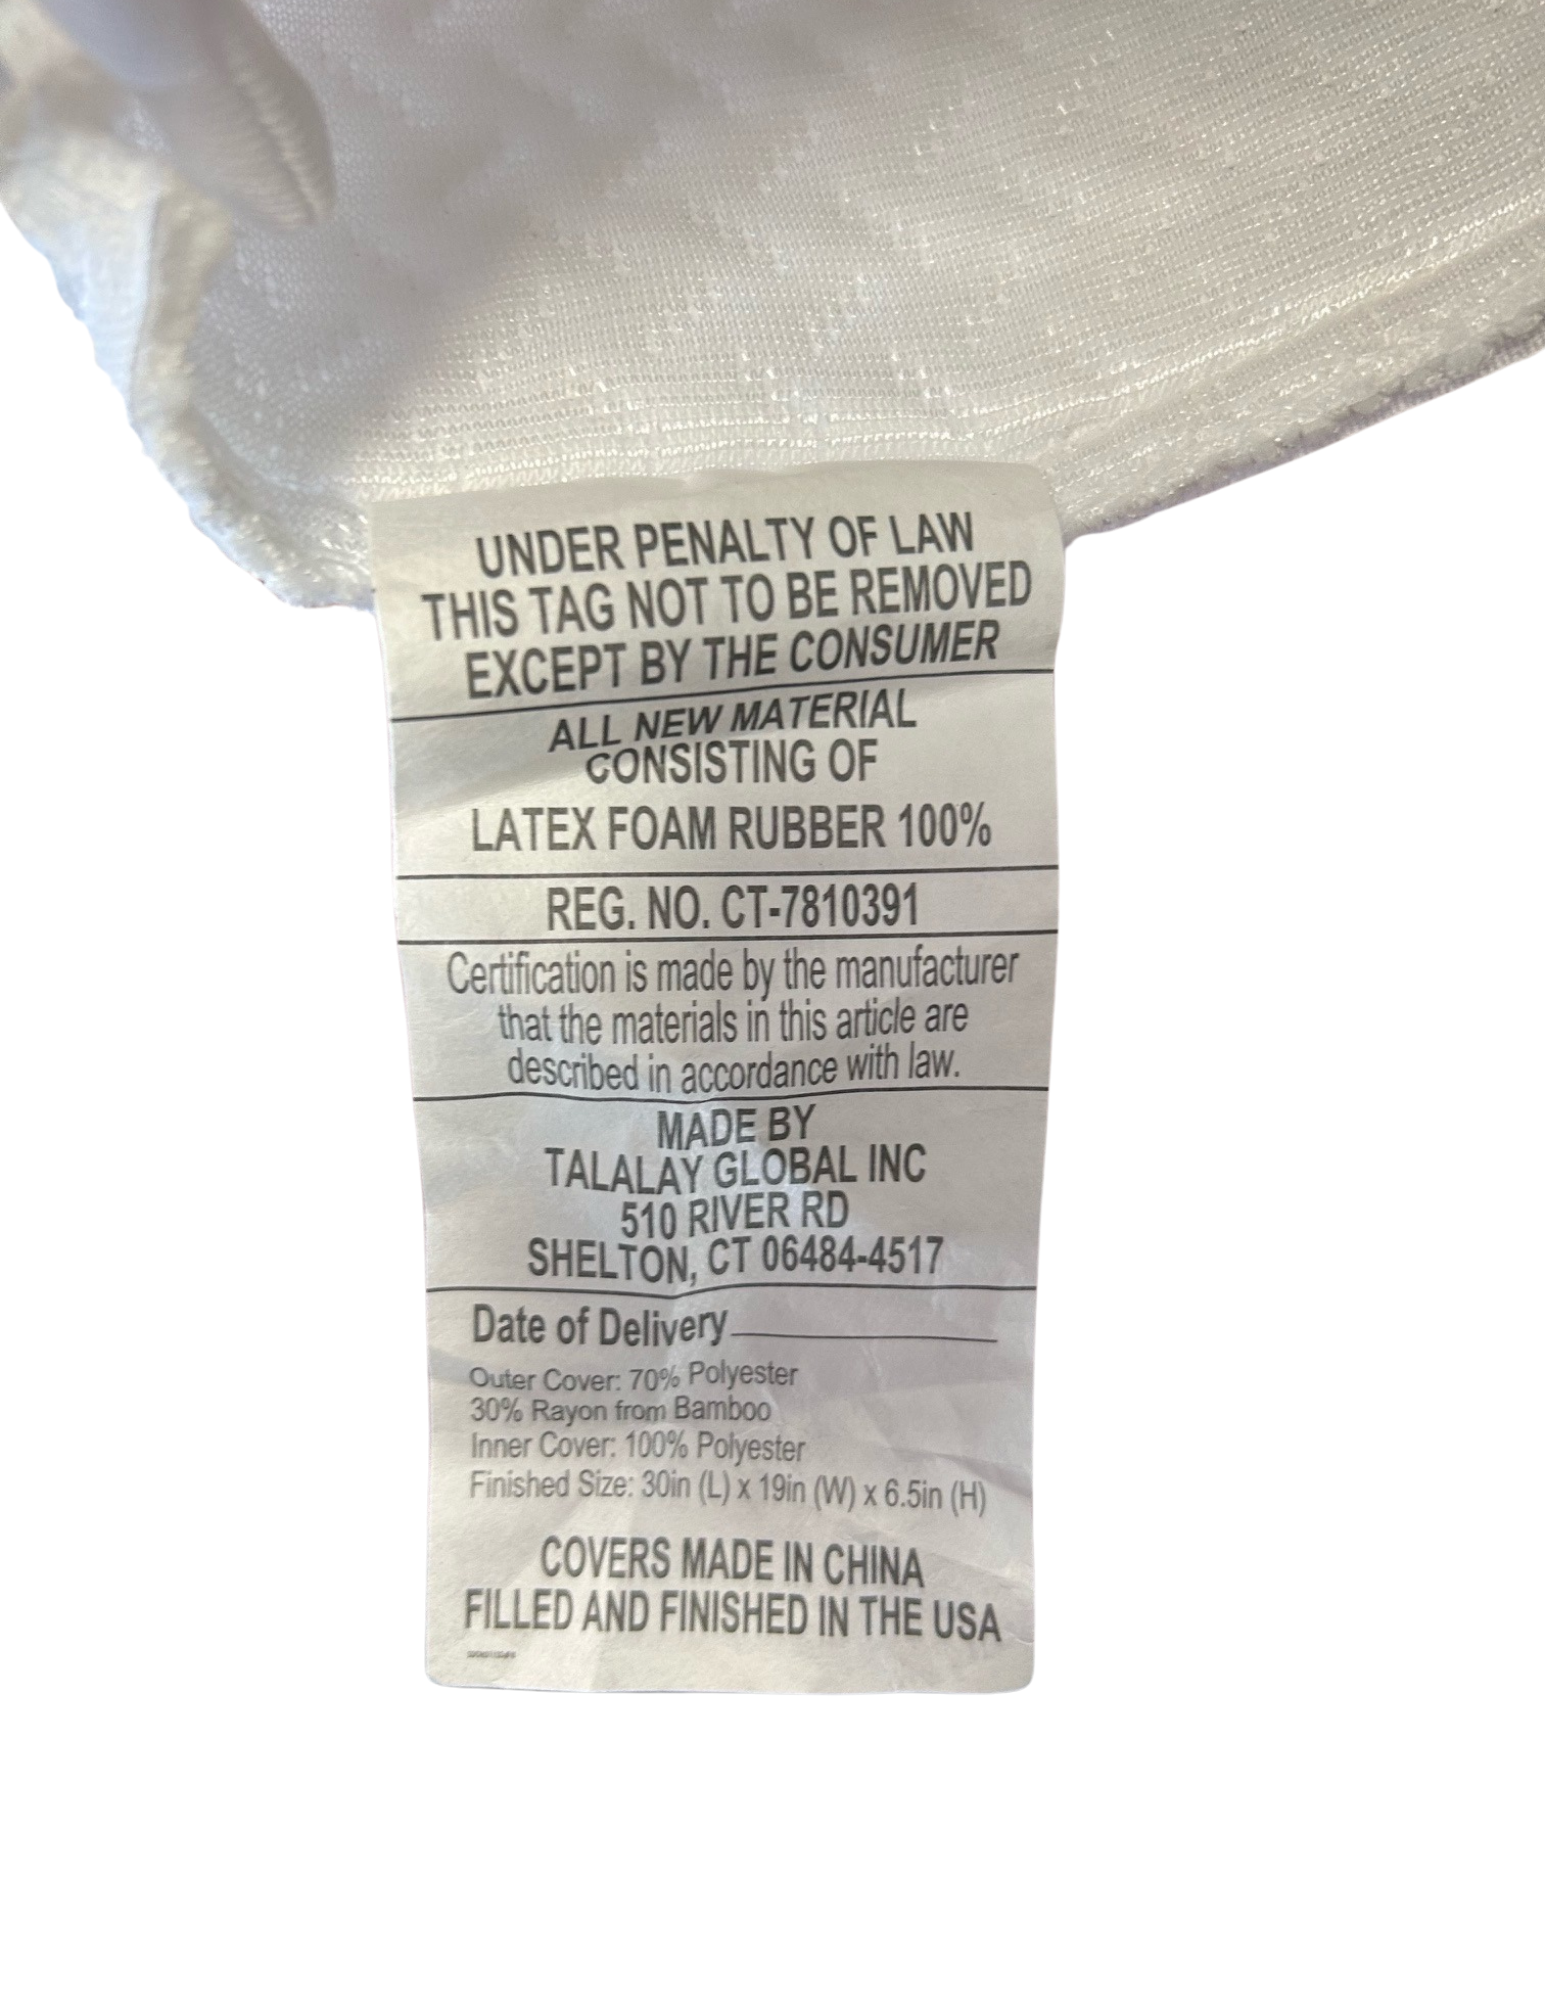 UNDER PENALTY OF LAW
THIS TAG NOT TO BE REMOVED
EXCEPT BY THE CONSUMER
ALL NEW MATERIAL
CONSISTING OF
LATEX FOAM RUBBER 100%
REG. NO. CT-7810391
Certification is made by the manufacturer
that the materials in this article are
described in accordance with law.
MADE BY
TALALAY GLOBAL INC
510 RIVER RD
SHELTON, CT 06484-4517
Date of Delivery
Outer Cover: 70% Polyester
30% Rayon from Bamboo
Inner Cover: 100% Polyester
Finished Size: 30in (L) x 19in (W) x 6.5in (H)
COVERS MADE IN CHINA
FILLED AND FINISHED IN THE USA